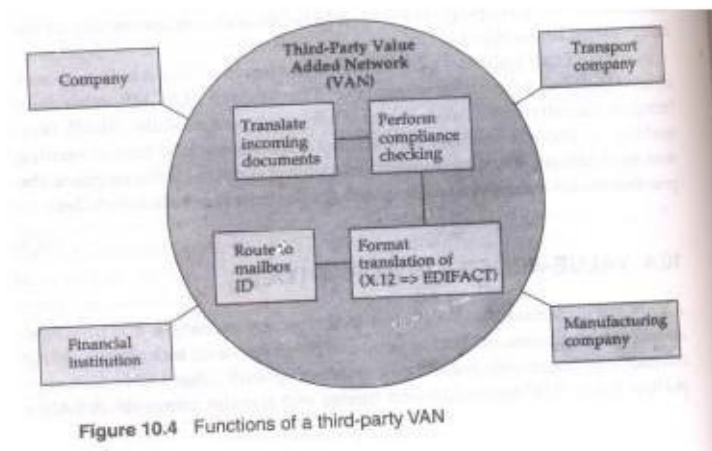 Third-Party Value
Added Network
(VAN)
Company
Transport
company
Translate
incoming
documents
Perform
compliance
checking
Route to
mailbox
ID
Format
translation of
(X.12 => EDIFACT)
Financial
institution
Manufacturing
company
Figure 10.4 Functions of a third-party VAN